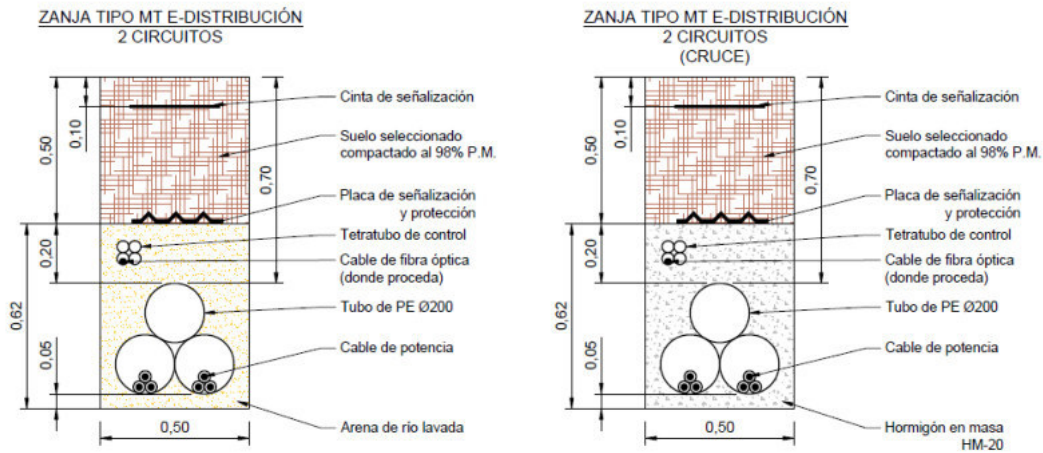 ZANJA TIPO MT E-DISTRIBUCIÓN
2 CIRCUITOS
0,50
0,10
0,70
0,20
0,62
0,05
0,50
Cinta de señalización
Suelo seleccionado
compactado al 98% P.M.
Placa de señalización
y protección
Tetratubo de control
Cable de fibra óptica
(donde proceda)
Tubo de PE Ø200
Cable de potencia
Arena de río lavada
ZANJA TIPO MT E-DISTRIBUCIÓN
2 CIRCUITOS
(CRUCE)
0,50
0,10
0,70
0,20
0,62
0,05
0,50
Cinta de señalización
Suelo seleccionado
compactado al 98% P.M.
Placa de señalización
y protección
Tetratubo de control
Cable de fibra óptica
(donde proceda)
Tubo de PE Ø200
Cable de potencia
Hormigón en masa
HM-20